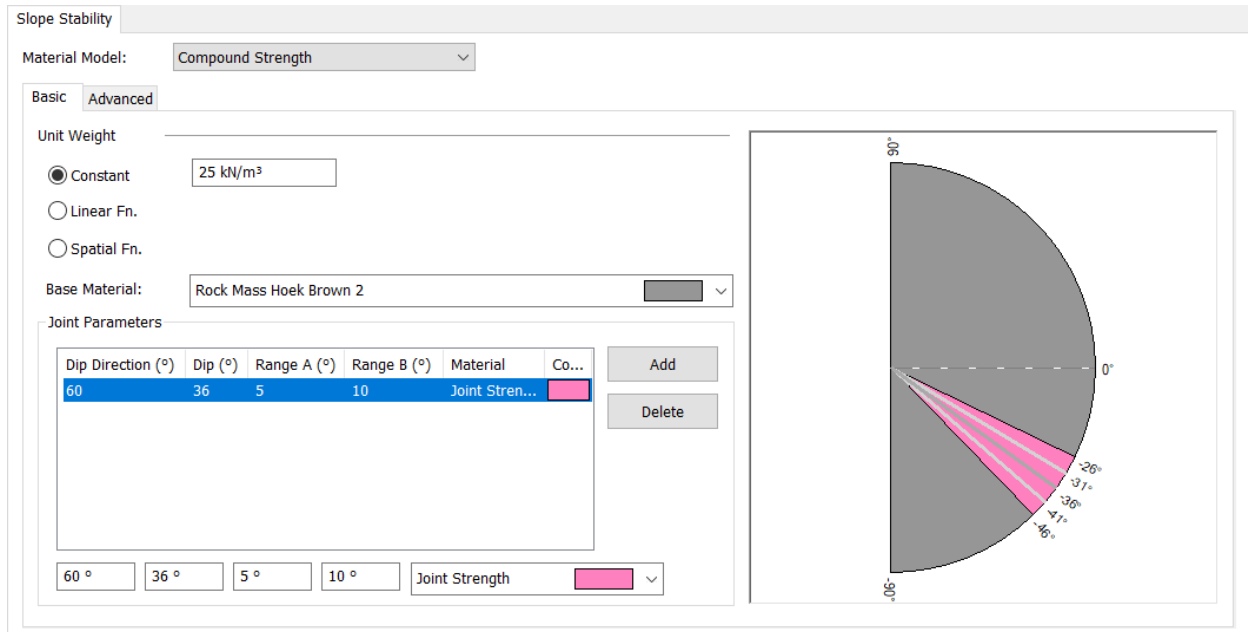 Slope Stability
Material Model: Compound Strength
Basic Advanced
Unit Weight
Constant 25 kN/m³
Linear Fn.
Spatial Fn.
Base Material: Rock Mass Hoek Brown 2
Joint Parameters
Dip Direction (°) Dip (°) Range A (°) Range B (°) Material Co...
60 36 5 10 Joint Stren...
Add
Delete
60 ° 36 ° 5 ° 10 ° Joint Strength
90°
0°
-26°
-31°
-36°
-41°
-46°
-90°